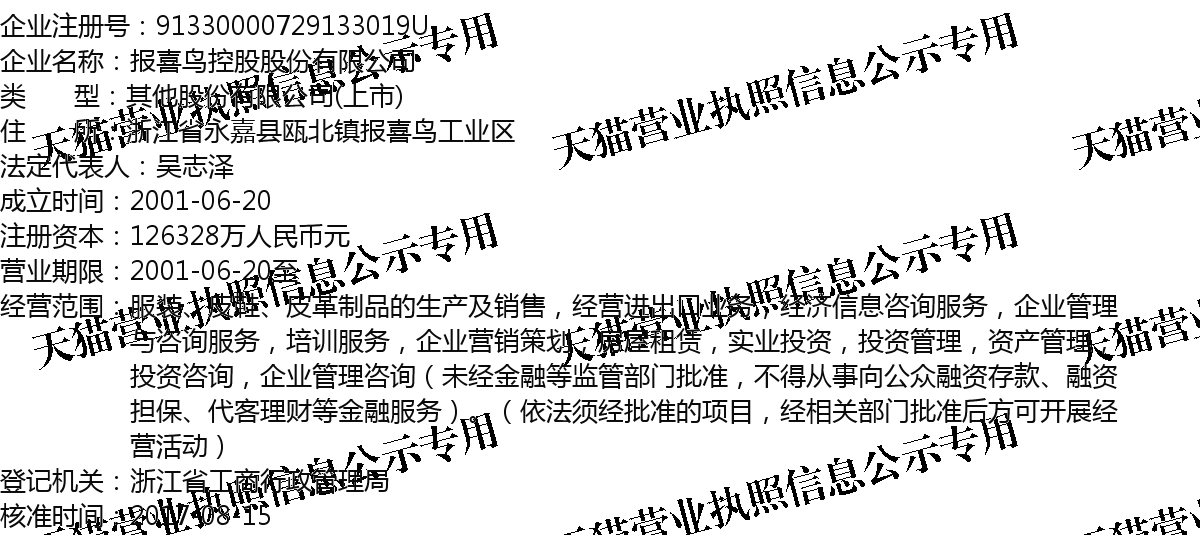 企业注册号：91330000729133019U
企业名称：报喜鸟控股股份有限公司
类 型：其他股份有限公司(上市)
住 所：浙江省永嘉县瓯北镇报喜鸟工业区
法定代表人：吴志泽
成立时间：2001-06-20
注册资本：126328万人民币元
营业期限：2001-06-20至
经营范围：服装、皮鞋、皮革制品的生产及销售，经营进出口业务，经济信息咨询服务，企业管理
与咨询服务，培训服务，企业营销策划，房屋租赁，实业投资，投资管理，资产管理，
投资咨询，企业管理咨询（未经金融等监管部门批准，不得从事向公众融资存款、融资
担保、代客理财等金融服务）。（依法须经批准的项目，经相关部门批准后方可开展经
营活动）
登记机关：浙江省工商行政管理局
核准时间：2017-08-15
天猫营业执照信息公示专用
天猫营业执照信息公示专用
天猫营业
天猫营业执照信息公示专用
天猫营业执照信息公示专用
天猫营业
天猫营业执照信息公示专用
天猫营业执照信息公示专用
天猫营业